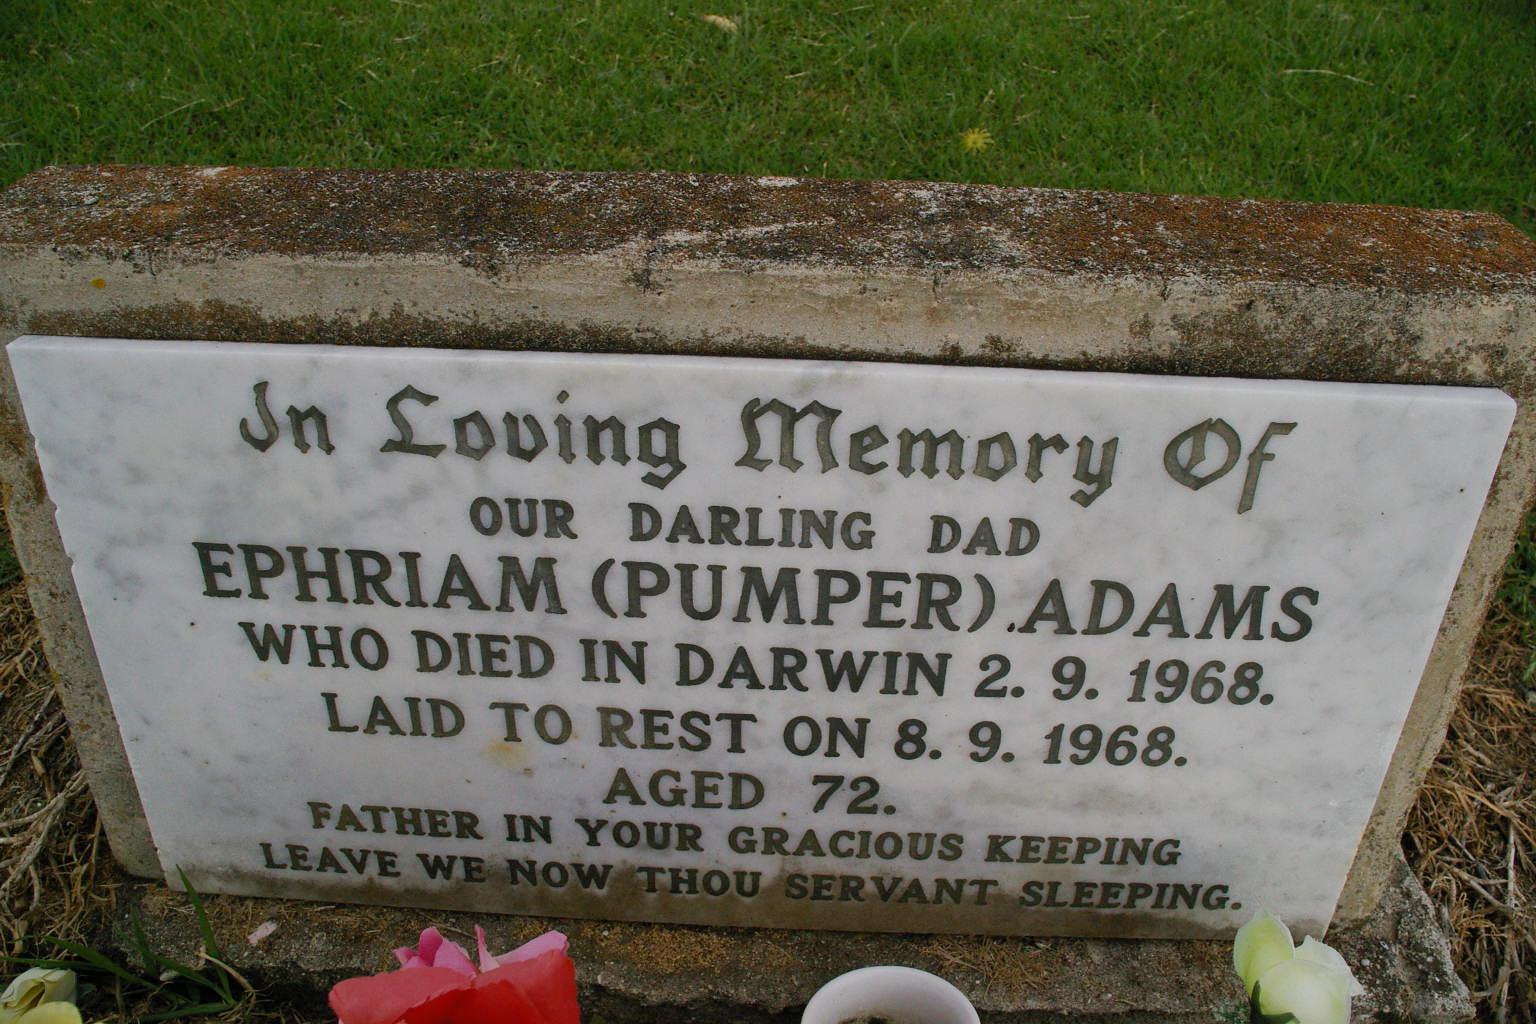 In Loving Memory Of
OUR DARLING DAD
EPHRIAM (PUMPER). ADAMS
WHO DIED IN DARWIN 2. 9. 1968.
LAID TO REST ON 8. 9. 1968.
AGED 72.
FATHER IN YOUR GRACIOUS KEEPING
LEAVE WE NOW THOU SERVANT SLEEPING.